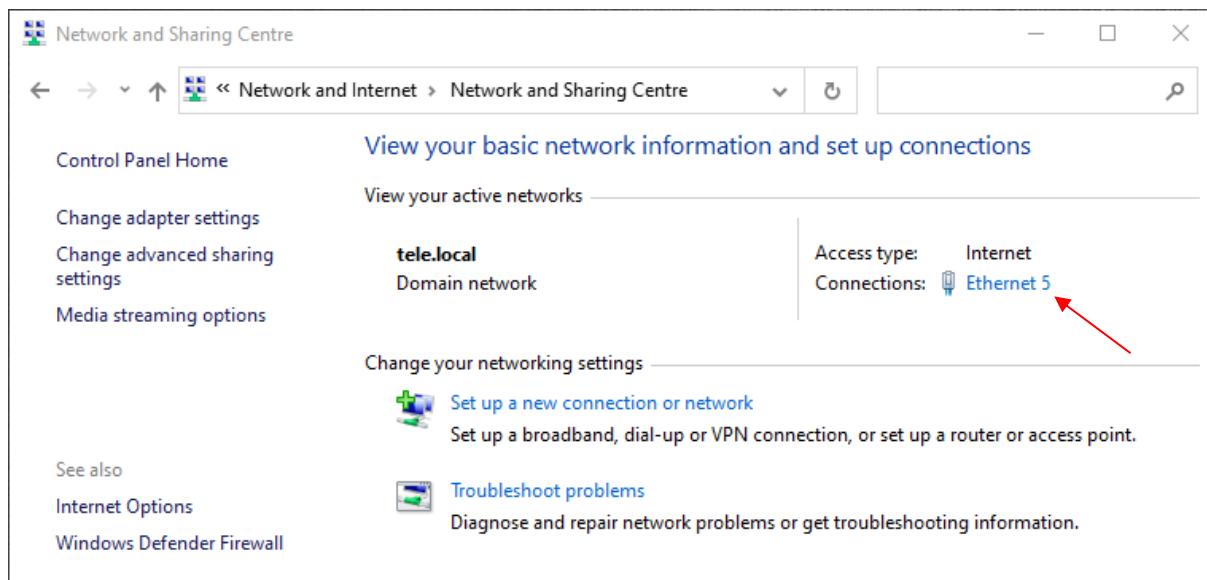 Network and Sharing Centre
« Network and Internet › Network and Sharing Centre
Control Panel Home
Change adapter settings
Change advanced sharing
settings
Media streaming options
See also
Internet Options
Windows Defender Firewall
View your basic network information and set up connections
View your active networks
tele.local
Domain network
Access type: Internet
Connections: Ethernet 5
Change your networking settings
Set up a new connection or network
Set up a broadband, dial-up or VPN connection, or set up a router or access point.
Troubleshoot problems
Diagnose and repair network problems or get troubleshooting information.